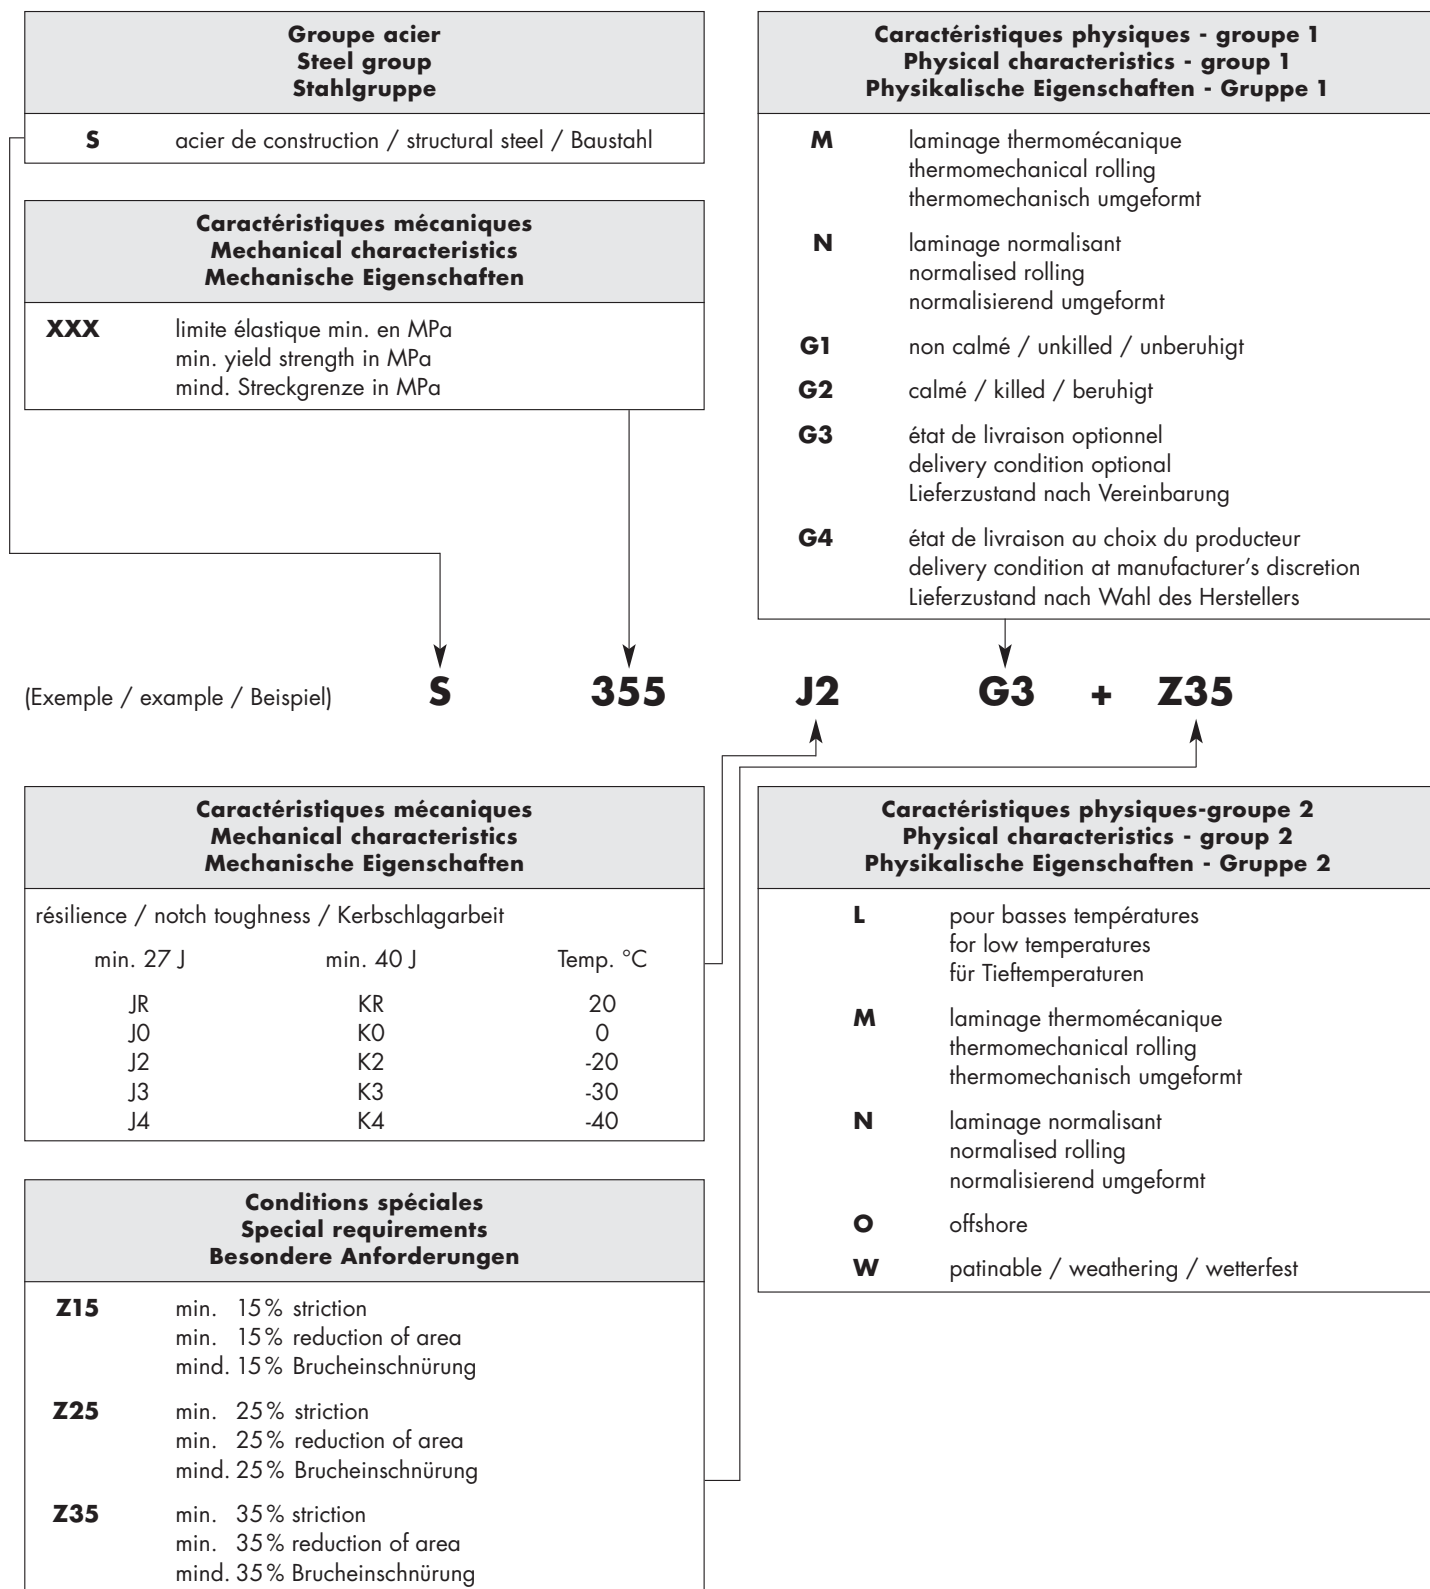 Groupe acier
Steel group
Stahlgruppe
S acier de construction / structural steel / Baustahl
Caractéristiques mécaniques
Mechanical characteristics
Mechanische Eigenschaften
XXX limite élastique min. en MPa
min. yield strength in MPa
mind. Streckgrenze in MPa
Caractéristiques physiques - groupe 1
Physical characteristics - group 1
Physikalische Eigenschaften - Gruppe 1
M laminage thermomécanique
thermomechanical rolling
thermomechanisch umgeformt
N laminage normalisant
normalised rolling
normalisierend umgeformt
G1 non calmé / unkilled / unberuhigt
G2 calmé / killed / beruhigt
G3 état de livraison optionnel
delivery condition optional
Lieferzustand nach Vereinbarung
G4 état de livraison au choix du producteur
delivery condition at manufacturer's discretion
Lieferzustand nach Wahl des Herstellers
(Exemple / example / Beispiel) S 355 J2 G3 + Z35
Caractéristiques mécaniques
Mechanical characteristics
Mechanische Eigenschaften
résilience / notch toughness / Kerbschlagarbeit
min. 27 J min. 40 J Temp. °C
JR KR 20
J0 K0 0
J2 K2 -20
J3 K3 -30
J4 K4 -40
Caractéristiques physiques-groupe 2
Physical characteristics - group 2
Physikalische Eigenschaften - Gruppe 2
L pour basses températures
for low temperatures
für Tieftemperaturen
M laminage thermomécanique
thermomechanical rolling
thermomechanisch umgeformt
N laminage normalisant
normalised rolling
normalisierend umgeformt
O offshore
W patinable / weathering / wetterfest
Conditions spéciales
Special requirements
Besondere Anforderungen
Z15 min. 15% striction
min. 15% reduction of area
mind. 15% Brucheinschnürung
Z25 min. 25% striction
min. 25% reduction of area
mind. 25% Brucheinschnürung
Z35 min. 35% striction
min. 35% reduction of area
mind. 35% Brucheinschnürung